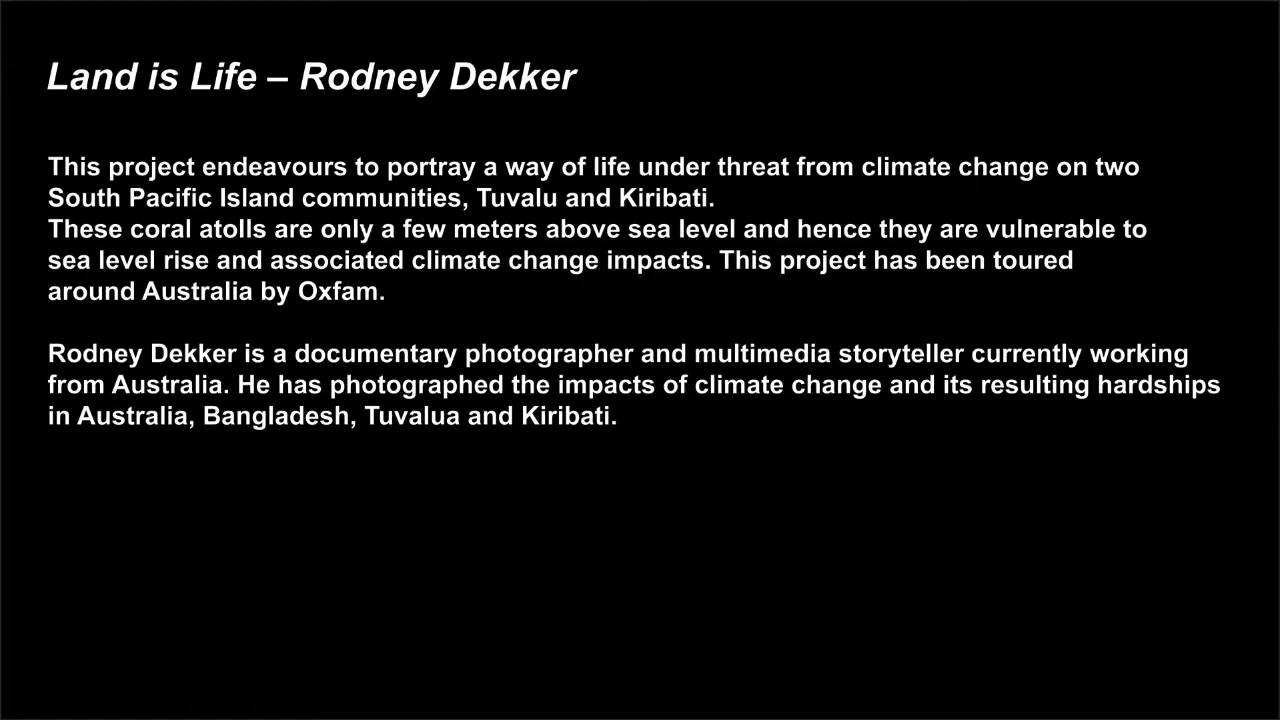 Land is Life – Rodney Dekker
This project endeavours to portray a way of life under threat from climate change on two
South Pacific Island communities, Tuvalu and Kiribati.
These coral atolls are only a few meters above sea level and hence they are vulnerable to
sea level rise and associated climate change impacts. This project has been toured
around Australia by Oxfam.
Rodney Dekker is a documentary photographer and multimedia storyteller currently working
from Australia. He has photographed the impacts of climate change and its resulting hardships
in Australia, Bangladesh, Tuvalua and Kiribati.